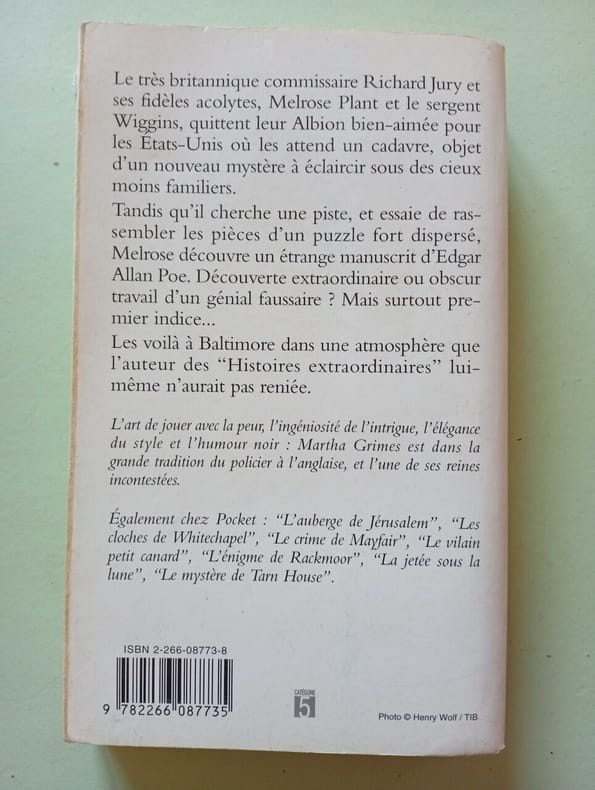 Le très britannique commissaire Richard Jury et
ses fidèles acolytes, Melrose Plant et le sergent
Wiggins, quittent leur Albion bien-aimée pour
les Etats-Unis où les attend un cadavre, objet
d'un nouveau mystère à éclaircir sous des cieux
moins familiers.
Tandis qu'il cherche une piste, et essaie de ras-
sembler les pièces d'un puzzle fort dispersé,
Melrose découvre un étrange manuscrit d'Edgar
Allan Poe. Découverte extraordinaire ou obscur
travail d'un génial faussaire ? Mais surtout pre-
mier indice...
Les voilà à Baltimore dans une atmosphère que
l'auteur des “Histoires extraordinaires” lui-
même n'aurait pas reniée.
L'art de jouer avec la peur, l'ingéniosité de l'intrigue, l'élégance
du style et l'humour noir : Martha Grimes est dans la
grande tradition du policier à l'anglaise, et l'une de ses reines
incontestées.
Également chez Pocket : “L'auberge de Jérusalem”, “Les
cloches de Whitechapel”, “Le crime de Mayfair”, “Le vilain
petit canard”, “L'énigme de Rackmoor”, “La jetée sous la
lune”, “Le mystère de Tarn House”.
ISBN 2-266-08773-8
9 782266 087735
CATÉGORIE
5
Photo © Henry Wolf / TIB